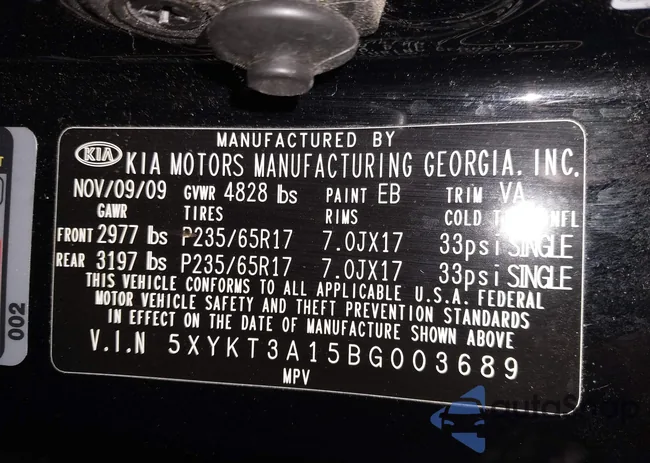 MANUFACTURED BY
KIA KIA MOTORS MANUFACTURING GEORGIA, INC.
NOV/09/09 GVWR 4828 lbs PAINT EB TRIM VA
GAWR TIRES RIMS COLD
FRONT 2977 lbs P235/65R17 7.0JX17 33psi SINGLE
REAR 3197 lbs P235/65R17 7.0JX17 33psi SINGLE
THIS VEHICLE CONFORMS TO ALL APPLICABLE U.S.A. FEDERAL
MOTOR VEHICLE SAFETY AND THEFT PREVENTION STANDARDS
IN EFFECT ON THE DATE OF MANUFACTURE SHOWN ABOVE
V.I.N 5XYKT3A15BG003689
MPV
002
autoSnap